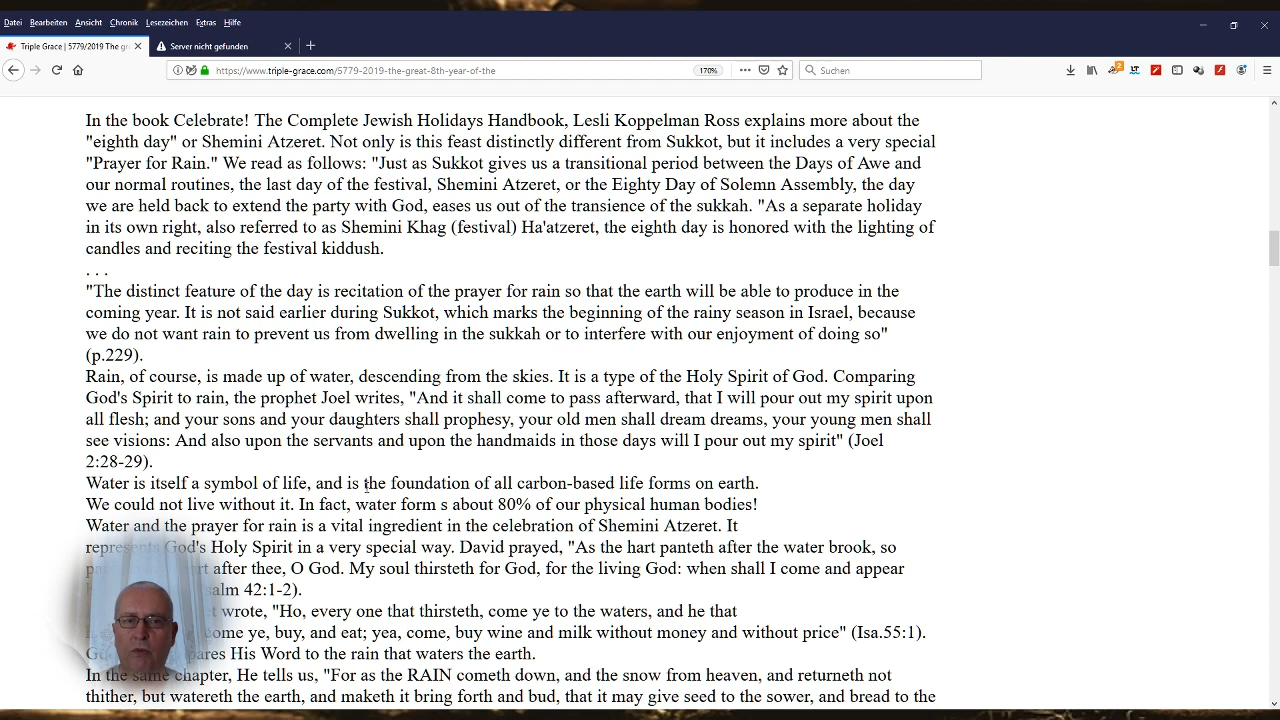 Datei Bearbeiten Ansicht Chronik Lesezeichen Extras Hilfe
Triple Grace | 5779/2019 The gr Server nicht gefunden
https://www.triple-grace.com/5779-2019-the-great-8th-year-of-the 170% Suchen
In the book Celebrate! The Complete Jewish Holidays Handbook, Lesli Koppelman Ross explains more about the
"eighth day" or Shemini Atzeret. Not only is this feast distinctly different from Sukkot, but it includes a very special
"Prayer for Rain." We read as follows: "Just as Sukkot gives us a transitional period between the Days of Awe and
our normal routines, the last day of the festival, Shemini Atzeret, or the Eighty Day of Solemn Assembly, the day
we are held back to extend the party with God, eases us out of the transience of the sukkah. "As a separate holiday
in its own right, also referred to as Shemini Khag (festival) Ha'atzeret, the eighth day is honored with the lighting of
candles and reciting the festival kiddush.
. . .
"The distinct feature of the day is recitation of the prayer for rain so that the earth will be able to produce in the
coming year. It is not said earlier during Sukkot, which marks the beginning of the rainy season in Israel, because
we do not want rain to prevent us from dwelling in the sukkah or to interfere with our enjoyment of doing so"
(p.229).
Rain, of course, is made up of water, descending from the skies. It is a type of the Holy Spirit of God. Comparing
God's Spirit to rain, the prophet Joel writes, "And it shall come to pass afterward, that I will pour out my spirit upon
all flesh; and your sons and your daughters shall prophesy, your old men shall dream dreams, your young men shall
see visions: And also upon the servants and upon the handmaids in those days will I pour out my spirit" (Joel
2:28-29).
Water is itself a symbol of life, and is the foundation of all carbon-based life forms on earth.
We could not live without it. In fact, water form s about 80% of our physical human bodies!
Water and the prayer for rain is a vital ingredient in the celebration of Shemini Atzeret. It
represents God's Holy Spirit in a very special way. David prayed, "As the hart panteth after the water brook, so
after thee, O God. My soul thirsteth for God, for the living God: when shall I come and appear
42:1-2).
wrote, "Ho, every one that thirsteth, come ye to the waters, and he that
come ye, buy, and eat; yea, come, buy wine and milk without money and without price" (Isa.55:1).
His Word to the rain that waters the earth.
In the same chapter, He tells us, "For as the RAIN cometh down, and the snow from heaven, and returneth not
thither, but watereth the earth, and maketh it bring forth and bud, that it may give seed to the sower, and bread to the